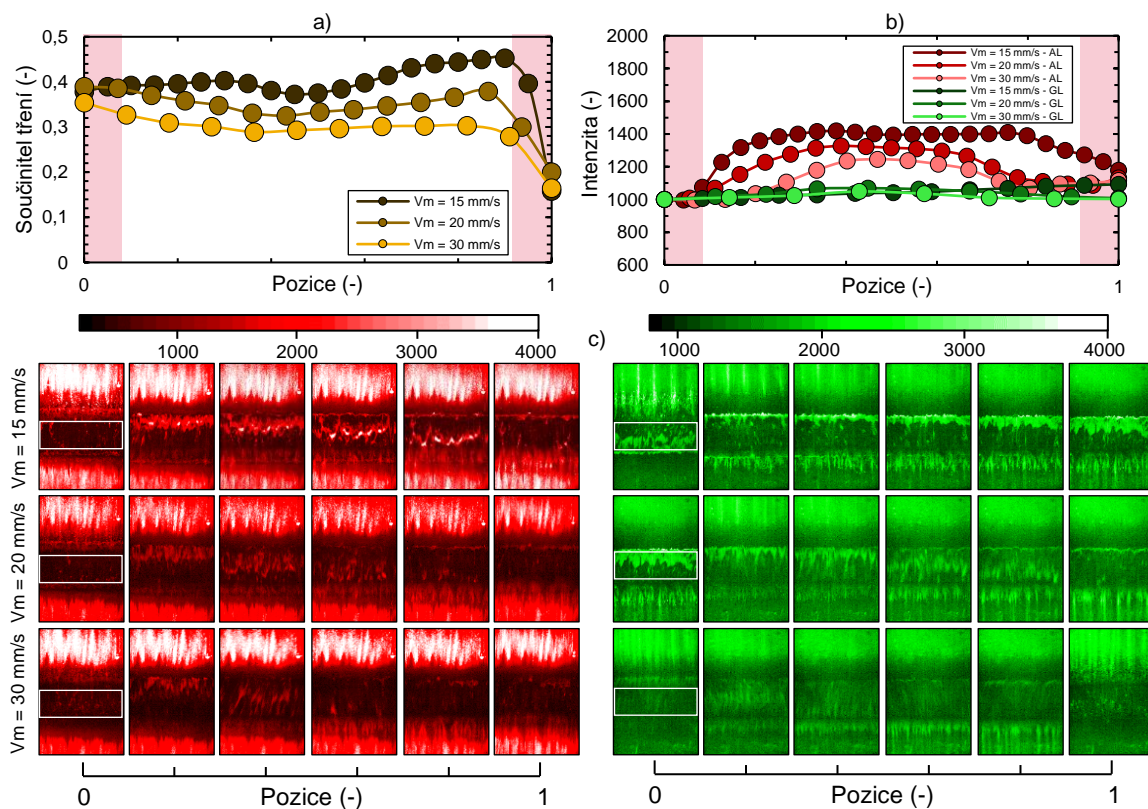 a)
Součinitel tření (-)
0,5
0,4
0,3
0,2
0,1
0
Vm = 15 mm/s
Vm = 20 mm/s
Vm = 30 mm/s
0
Pozice (-)
1
b)
Intenzita (-)
2000
1800
1600
1400
1200
1000
800
600
Vm = 15 mm/s - AL
Vm = 20 mm/s - AL
Vm = 30 mm/s - AL
Vm = 15 mm/s - GL
Vm = 20 mm/s - GL
Vm = 30 mm/s - GL
0
Pozice (-)
1
1000 2000 3000 4000
c)
1000 2000 3000 4000
Vm = 15 mm/s
Vm = 20 mm/s
Vm = 30 mm/s
0 Pozice (-) 1
0 Pozice (-) 1